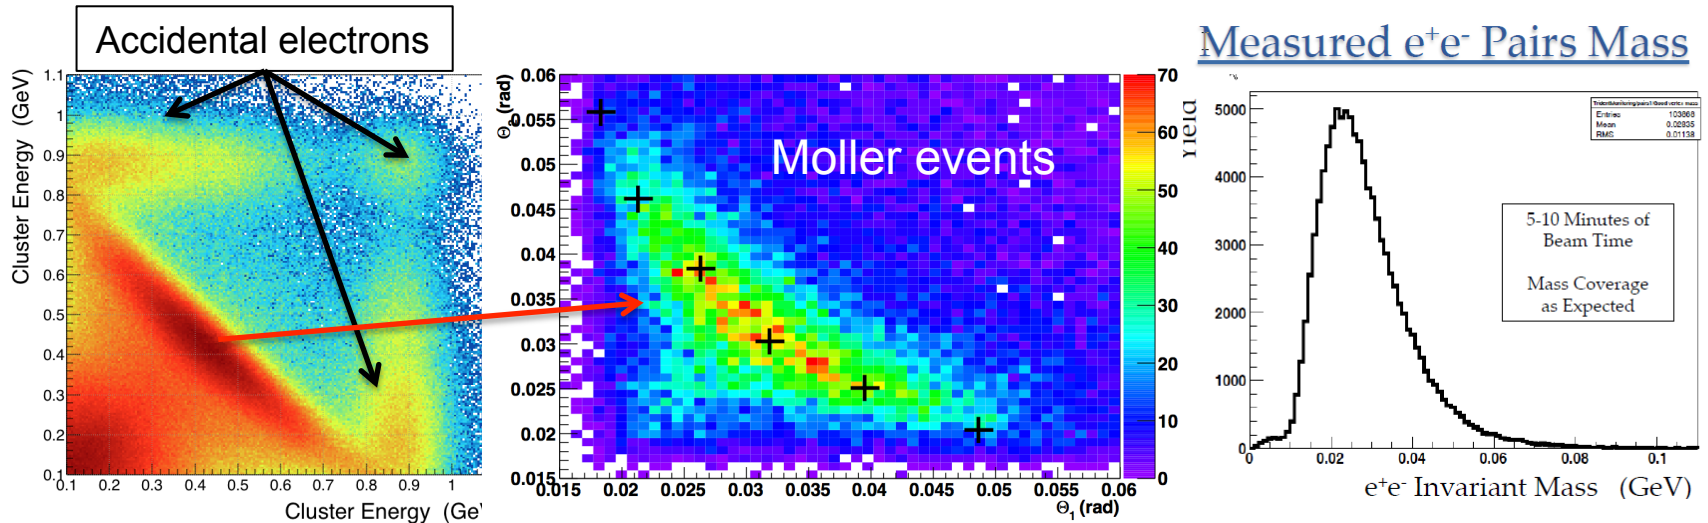 Accidental electrons
1.1
1
0.9
0.8
0.7
0.6
0.5
0.4
0.3
0.2
0.1
Cluster Energy (GeV)
0.1 0.2 0.3 0.4 0.5 0.6 0.7 0.8 0.9 1
Cluster Energy (GeV
Moller events
0.06
0.055
0.05
0.045
0.04
0.035
0.03
0.025
0.02
0.015
(rad)
0.015 0.02 0.025 0.03 0.035 0.04 0.045 0.05 0.055 0.06
Θ1 (rad)
70
60
50
40
30
20
10
0
Measured e+e- Pairs Mass
Yield
5000
4000
3000
2000
1000
0
Entries 103868
Mean 0.02835
RMS 0.01138
5-10 Minutes of
Beam Time
Mass Coverage
as Expected
0 0.02 0.04 0.06 0.08 0.1
e+e- Invariant Mass (GeV)